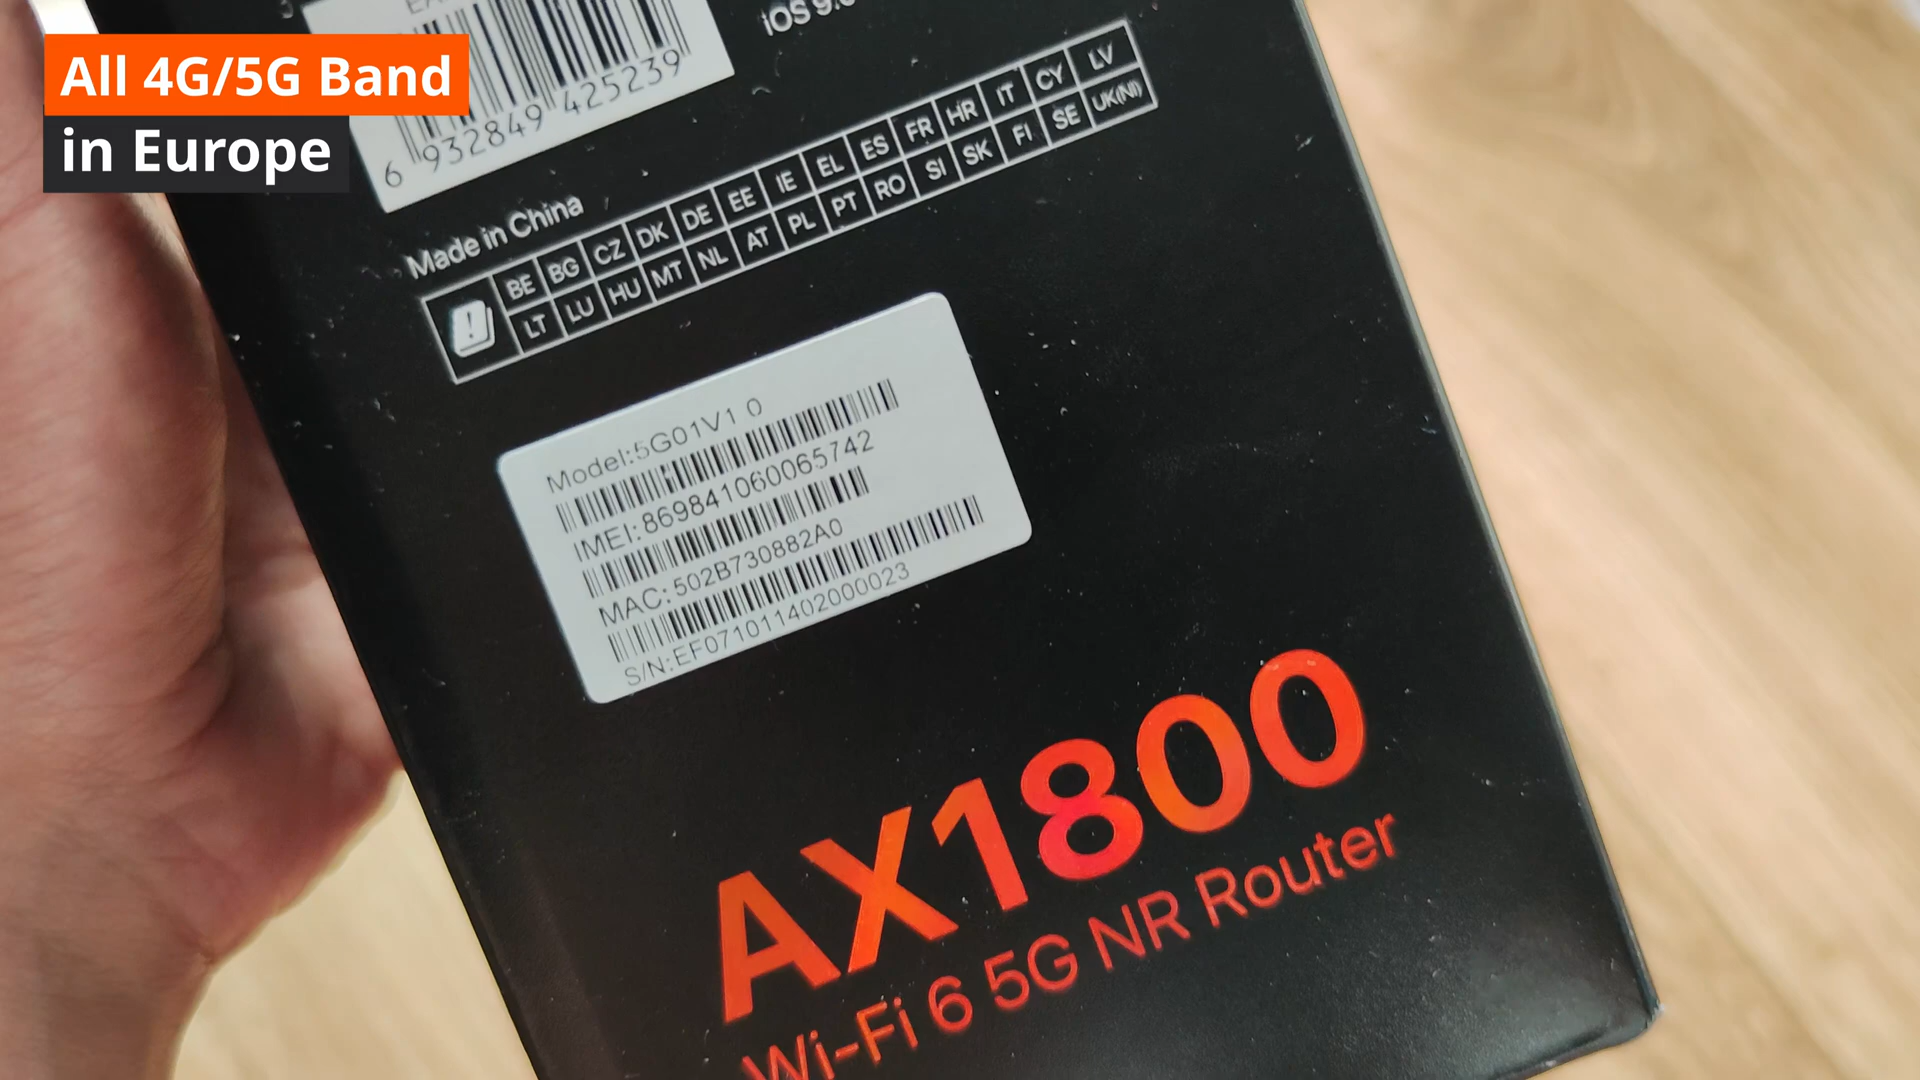 All 4G/5G Band
in Europe
6 932849 425239
Made in China
BE BG CZ DK DE EE IE EL ES FR HR IT CY LV
LT LU HU MT NL AT PL PT RO SI SK FI SE UK(NI)
Model:5G01V1 0
IMEI:869841060065742
MAC:502B730882A0
S/N:EF071011402000023
AX1800
Wi-Fi 6 5G NR Router